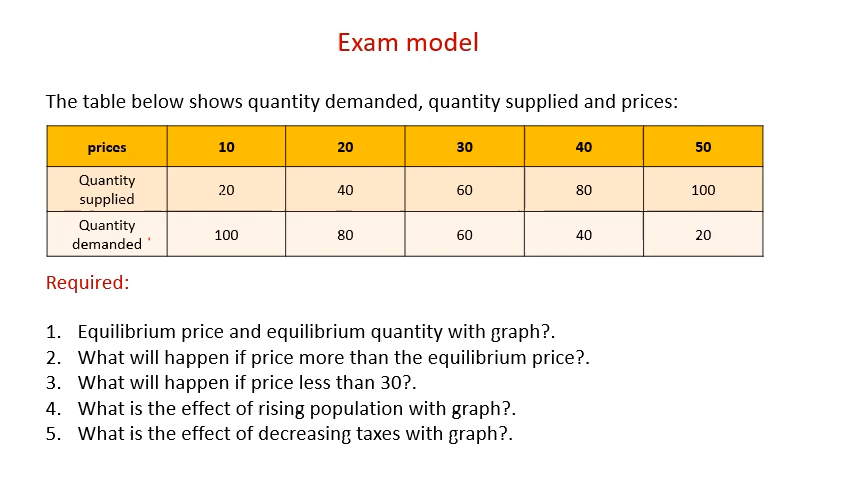 Exam model
The table below shows quantity demanded, quantity supplied and prices:
prices 10 20 30 40 50
Quantity
supplied 20 40 60 80 100
Quantity
demanded 100 80 60 40 20
Required:
1. Equilibrium price and equilibrium quantity with graph?.
2. What will happen if price more than the equilibrium price?.
3. What will happen if price less than 30?.
4. What is the effect of rising population with graph?.
5. What is the effect of decreasing taxes with graph?.